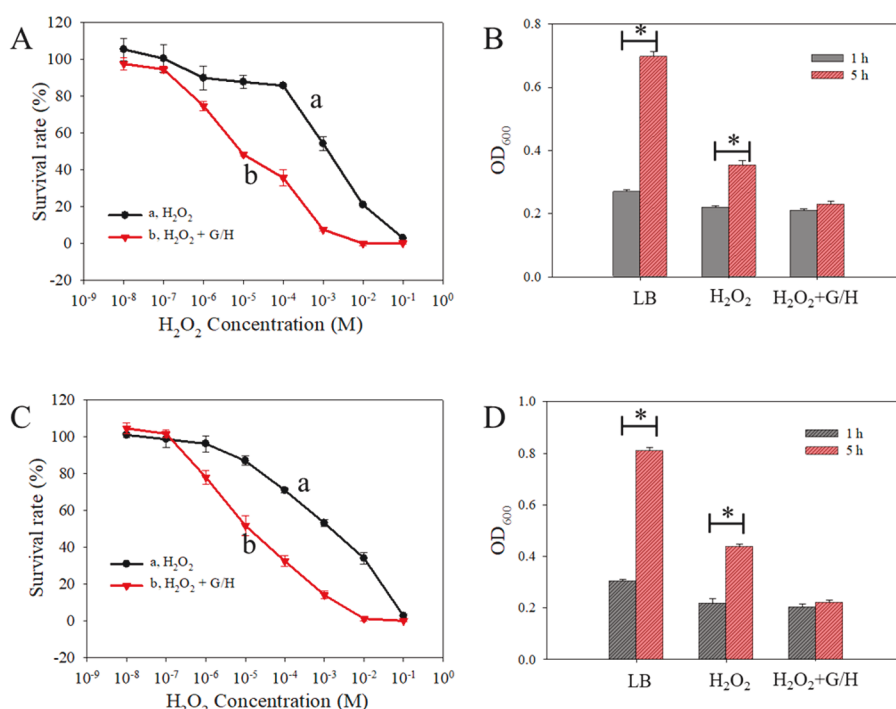 A
120
100
80
60
40
20
0
-20
Survival rate (%)
a
b
a, H₂O₂
b, H₂O₂ + G/H
10⁻⁹ 10⁻⁸ 10⁻⁷ 10⁻⁶ 10⁻⁵ 10⁻⁴ 10⁻³ 10⁻² 10⁻¹ 10⁰
H₂O₂ Concentration (M)
B
0.8
0.6
0.4
0.2
0.0
OD₆₀₀
1 h
5 h
*
*
LB H₂O₂ H₂O₂+G/H
C
120
100
80
60
40
20
0
-20
Survival rate (%)
a
b
a, H₂O₂
b, H₂O₂ + G/H
10⁻⁹ 10⁻⁸ 10⁻⁷ 10⁻⁶ 10⁻⁵ 10⁻⁴ 10⁻³ 10⁻² 10⁻¹ 10⁰
H₂O₂ Concentration (M)
D
1.0
0.8
0.6
0.4
0.2
0.0
OD₆₀₀
1 h
5 h
*
*
LB H₂O₂ H₂O₂+G/H